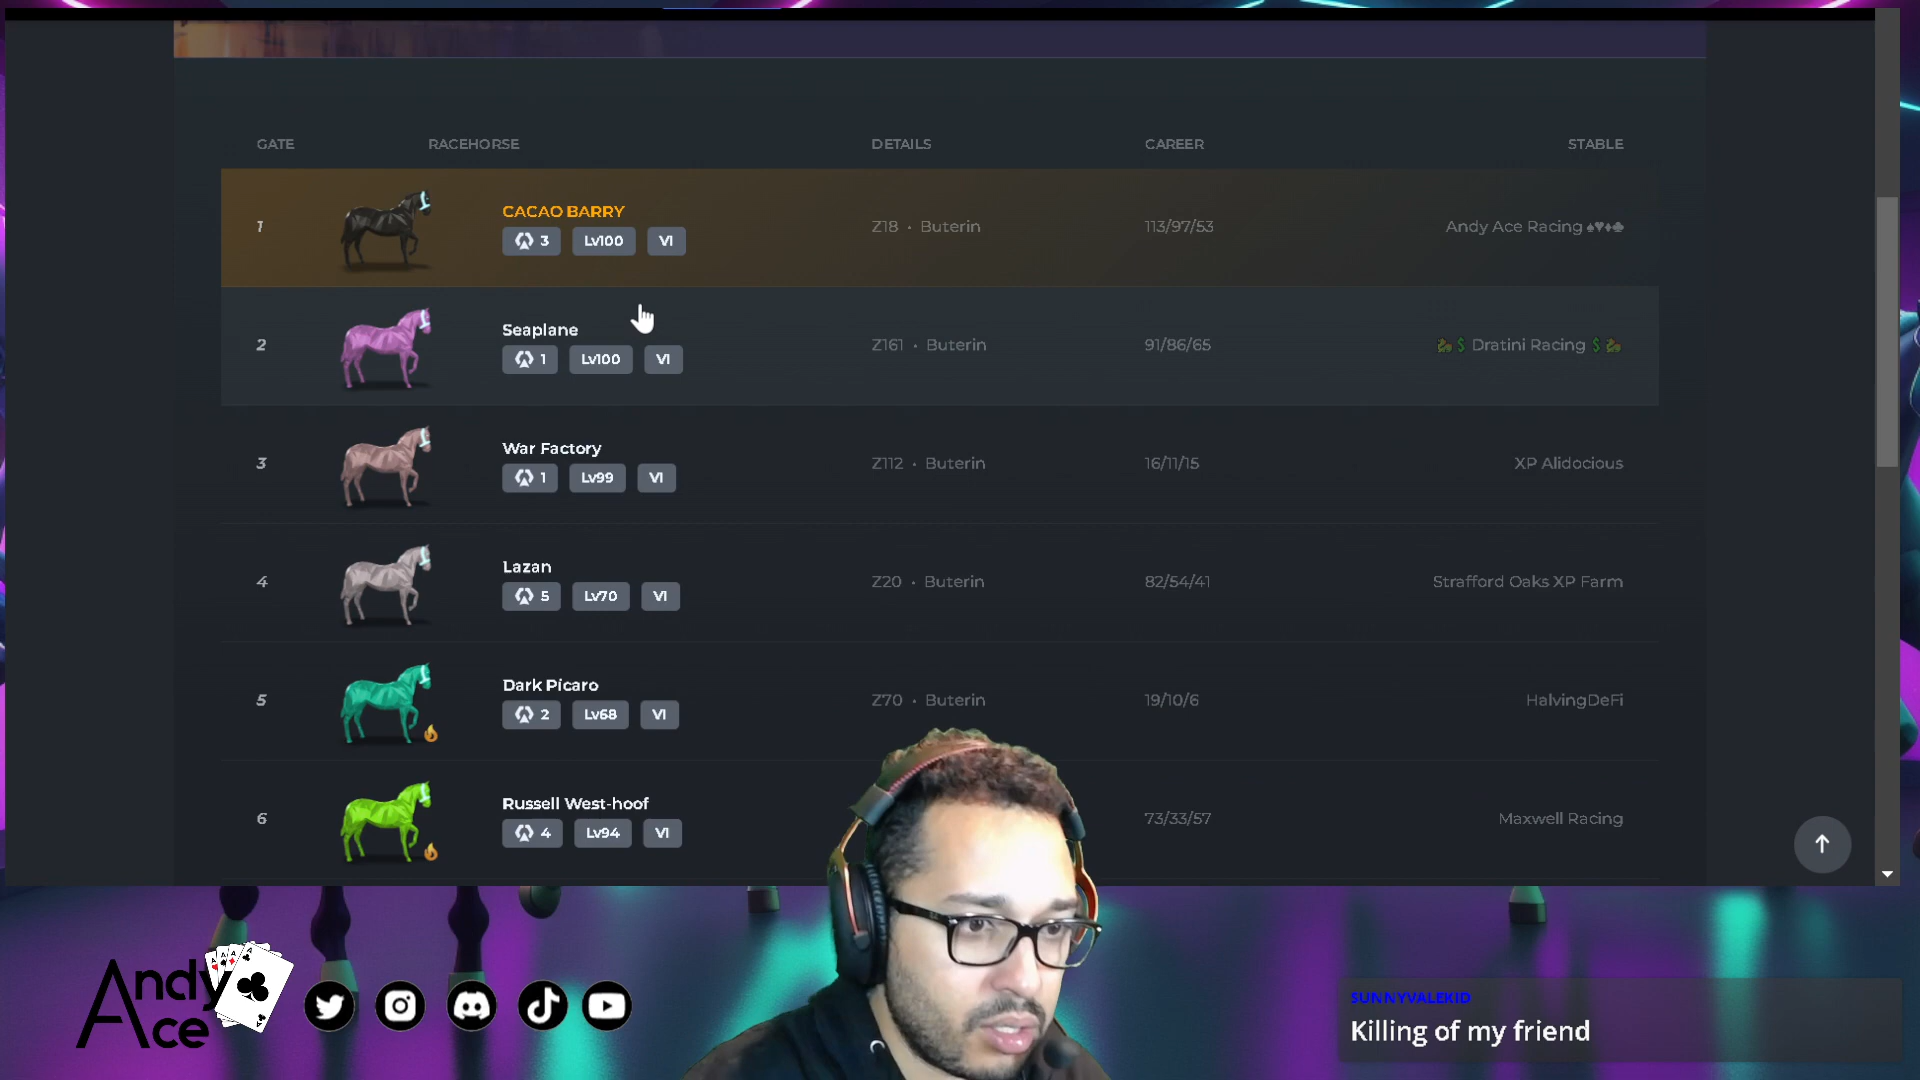 GATE RACEHORSE DETAILS CAREER STABLE
1 CACAO BARRY Z18 • Buterin 113/97/53 Andy Ace Racing ♠♥♦♣
3 Lv100 VI
2 Seaplane Z161 • Buterin 91/86/65 🐉💲 Dratini Racing 💲🐉
1 Lv100 VI
3 War Factory Z112 • Buterin 16/11/15 XP Alidocious
1 Lv99 VI
4 Lazan Z20 • Buterin 82/54/41 Strafford Oaks XP Farm
5 Lv70 VI
5 Dark Pícaro Z70 • Buterin 19/10/6 HalvingDeFi
2 Lv68 VI
6 Russell West-hoof 73/33/57 Maxwell Racing
4 Lv94 VI
Andy
Ace
SUNNYVALEKID
Killing of my friend